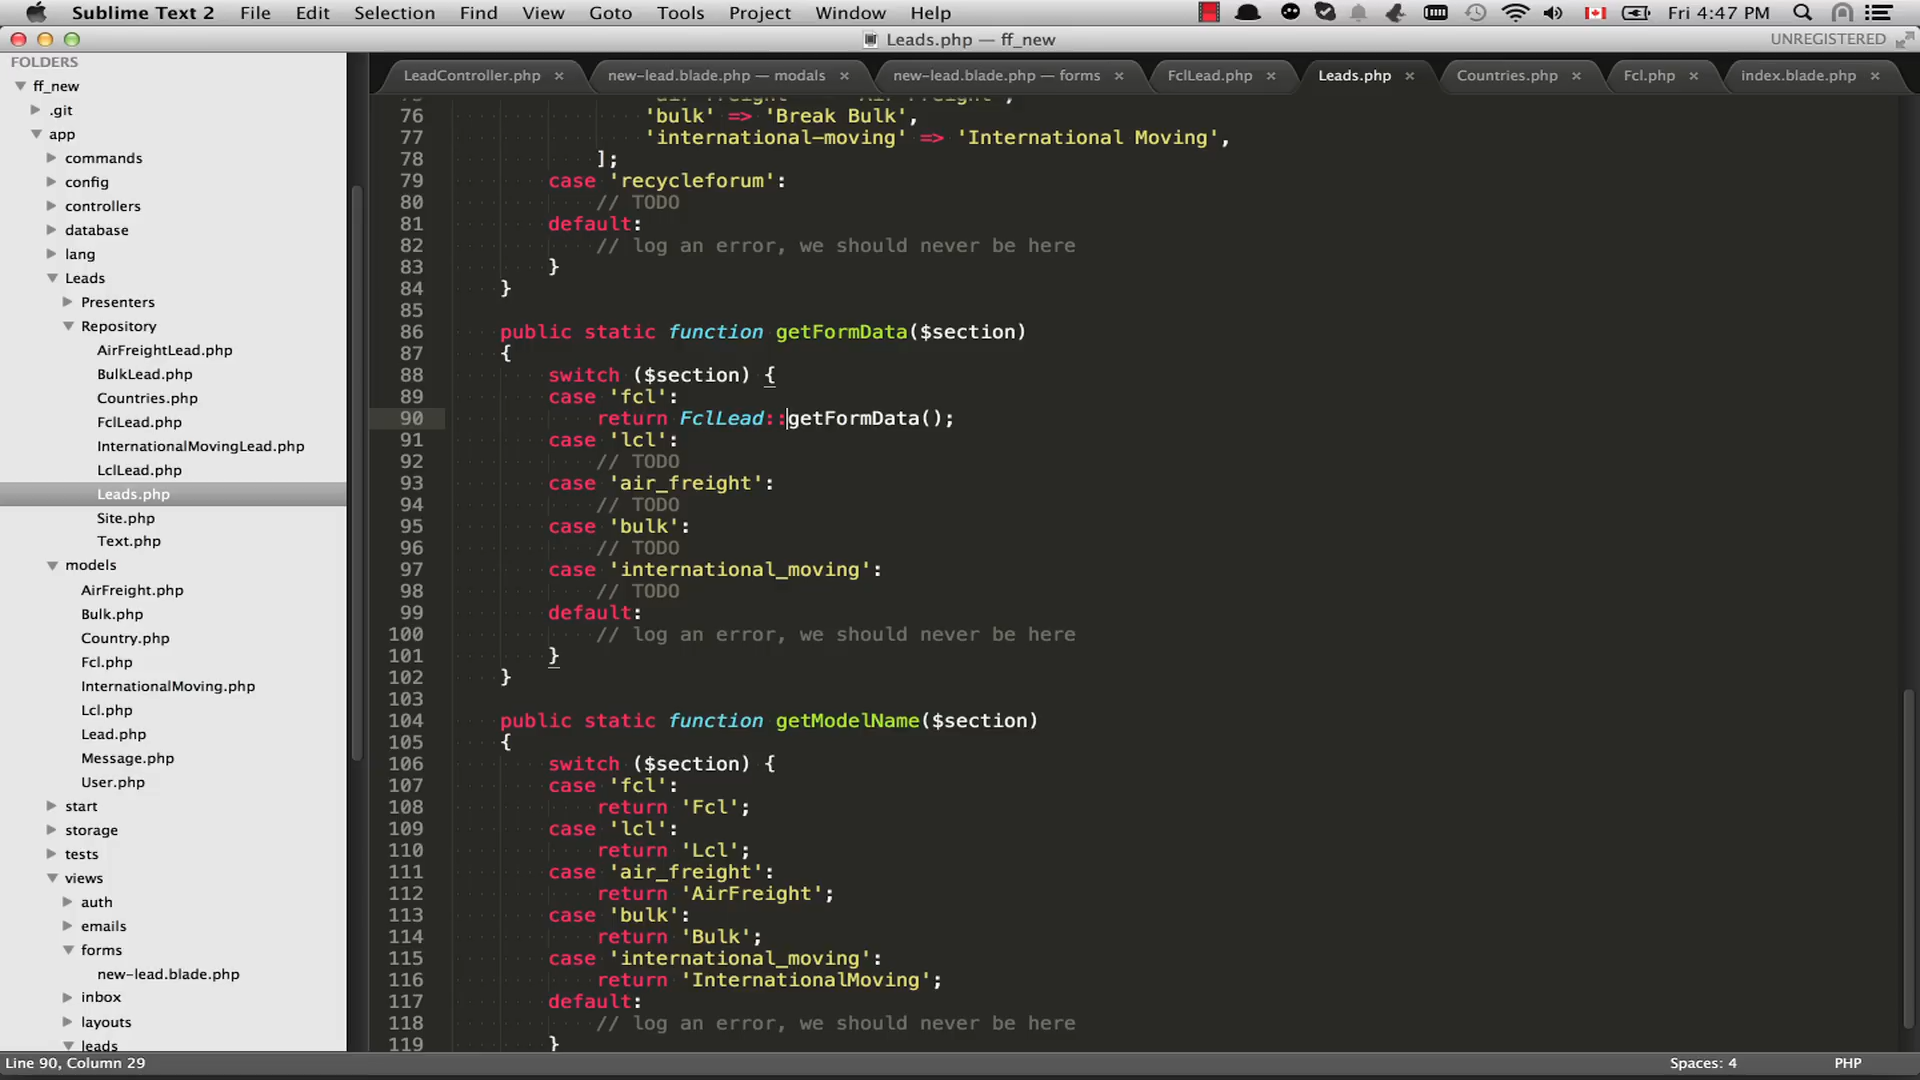 Sublime Text 2 File Edit Selection Find View Goto Tools Project Window Help Fri 4:47 PM
Leads.php — ff_new UNREGISTERED
FOLDERS
ff_new
.git
app
commands
config
controllers
database
lang
Leads
Presenters
Repository
AirFreightLead.php
BulkLead.php
Countries.php
FclLead.php
InternationalMovingLead.php
LclLead.php
Leads.php
Site.php
Text.php
models
AirFreight.php
Bulk.php
Country.php
Fcl.php
InternationalMoving.php
Lcl.php
Lead.php
Message.php
User.php
start
storage
tests
views
auth
emails
forms
new-lead.blade.php
inbox
layouts
leads
LeadController.php × new-lead.blade.php — modals × new-lead.blade.php — forms × FclLead.php × Leads.php × Countries.php × Fcl.php × index.blade.php ×
76 'bulk' => 'Break Bulk',
77 'international-moving' => 'International Moving',
78 ];
79 case 'recycleforum':
80 // TODO
81 default:
82 // log an error, we should never be here
83 }
84 }
85
86 public static function getFormData($section)
87 {
88 switch ($section) {
89 case 'fcl':
90 return FclLead::getFormData();
91 case 'lcl':
92 // TODO
93 case 'air_freight':
94 // TODO
95 case 'bulk':
96 // TODO
97 case 'international_moving':
98 // TODO
99 default:
100 // log an error, we should never be here
101 }
102 }
103
104 public static function getModelName($section)
105 {
106 switch ($section) {
107 case 'fcl':
108 return 'Fcl';
109 case 'lcl':
110 return 'Lcl';
111 case 'air_freight':
112 return 'AirFreight';
113 case 'bulk':
114 return 'Bulk';
115 case 'international_moving':
116 return 'InternationalMoving';
117 default:
118 // log an error, we should never be here
119 }
Line 90, Column 29 Spaces: 4 PHP